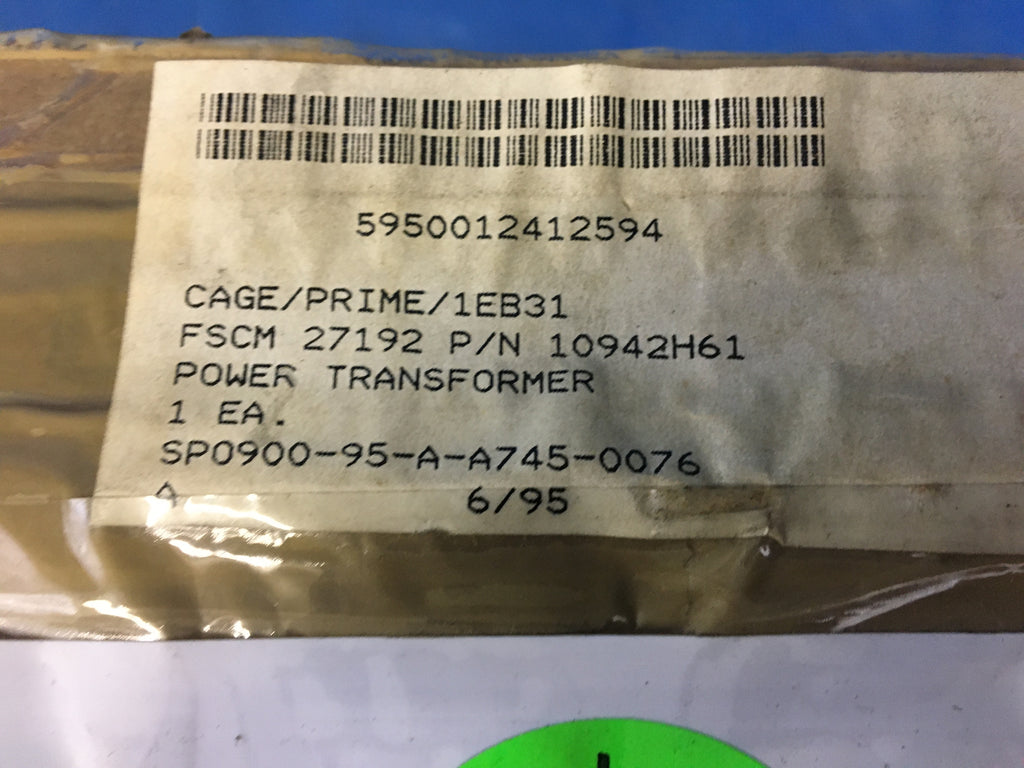 5950012412594
CAGE/PRIME/1EB31
FSCM 27192 P/N 10942H61
POWER TRANSFORMER
1 EA.
SP0900-95-A-A745-0076
A 6/95